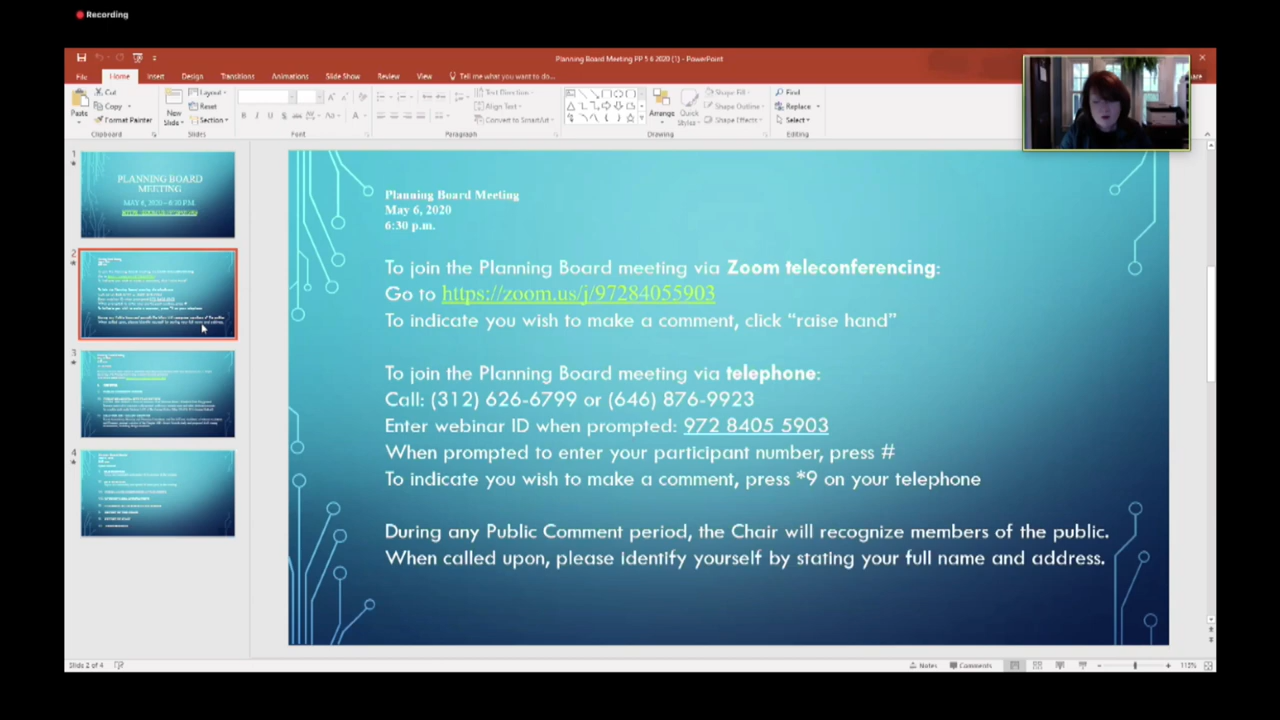 Recording
Planning Board Meeting PP 5 6 2020 (1) - PowerPoint
File Home Insert Design Transitions Animations Slide Show Review View Tell me what you want to do...
Cut
Copy
Format Painter
Paste
Clipboard
New
Slide
Layout
Reset
Section
Slides
Font
Text Direction
Align Text
Convert to SmartArt
Paragraph
Arrange
Quick
Styles
Shape Fill
Shape Outline
Shape Effects
Drawing
Find
Replace
Select
Editing
1
PLANNING BOARD
MEETING
MAY 6, 2020 - 6:30 P.M.
2
3
4
Planning Board Meeting
May 6, 2020
6:30 p.m.
To join the Planning Board meeting via Zoom teleconferencing:
Go to https://zoom.us/j/97284055903
To indicate you wish to make a comment, click “raise hand”
To join the Planning Board meeting via telephone:
Call: (312) 626-6799 or (646) 876-9923
Enter webinar ID when prompted: 972 8405 5903
When prompted to enter your participant number, press #
To indicate you wish to make a comment, press *9 on your telephone
During any Public Comment period, the Chair will recognize members of the public.
When called upon, please identify yourself by stating your full name and address.
Slide 2 of 4
Notes
Comments
112%